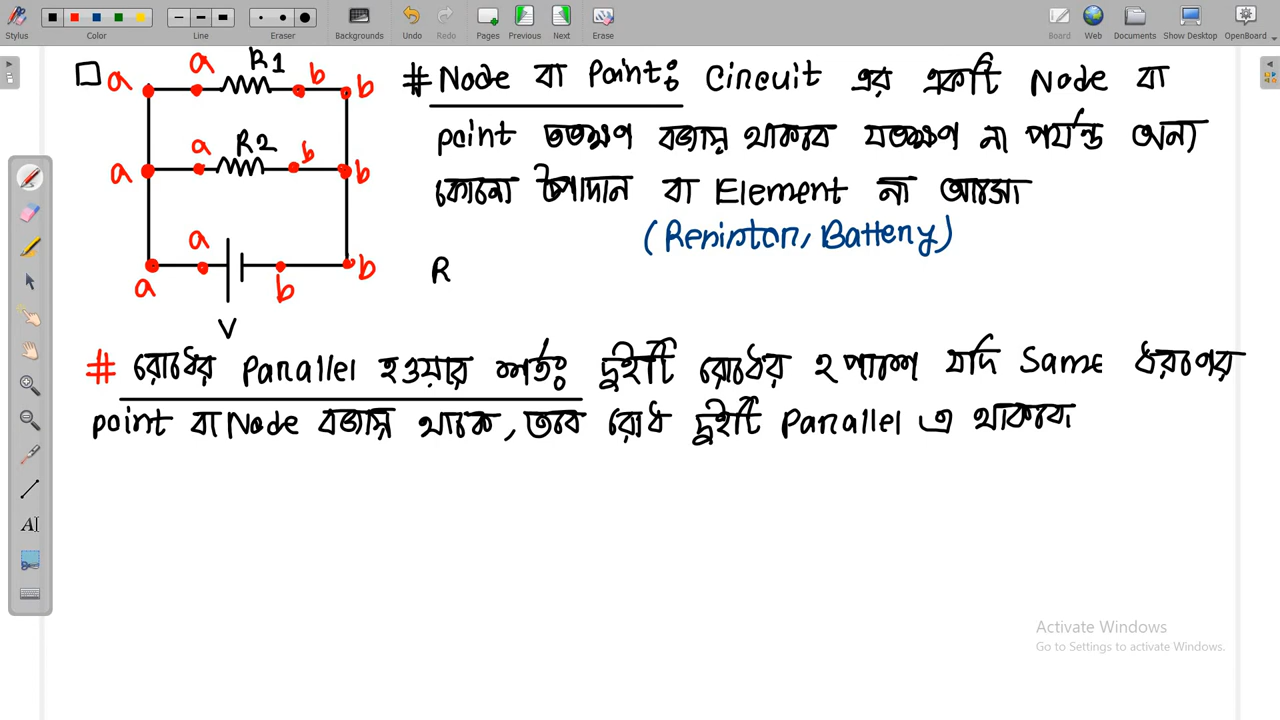 Stylus
Color
Line
Eraser
Backgrounds
Undo
Redo
Pages
Previous
Next
Erase
Board
Web
Documents
Show Desktop
OpenBoard
a a R1 b b
a a R2 b b
a a b b
V
# Node বা Point: Circuit এর একটি Node বা
point ততক্ষণ বজায় থাকবে যতক্ষণ না পর্যন্ত অন্য
কোনো উপাদান বা Element না আসে।
(Resistor, Battery)
R
# রোধের Parallel হওয়ার শর্ত: দুইটি রোধের ২ পাশে যদি Same ধরণের
point বা Node বজায় থাকে, তবে রোধ দুইটি Parallel এ থাকবে।
Activate Windows
Go to Settings to activate Windows.